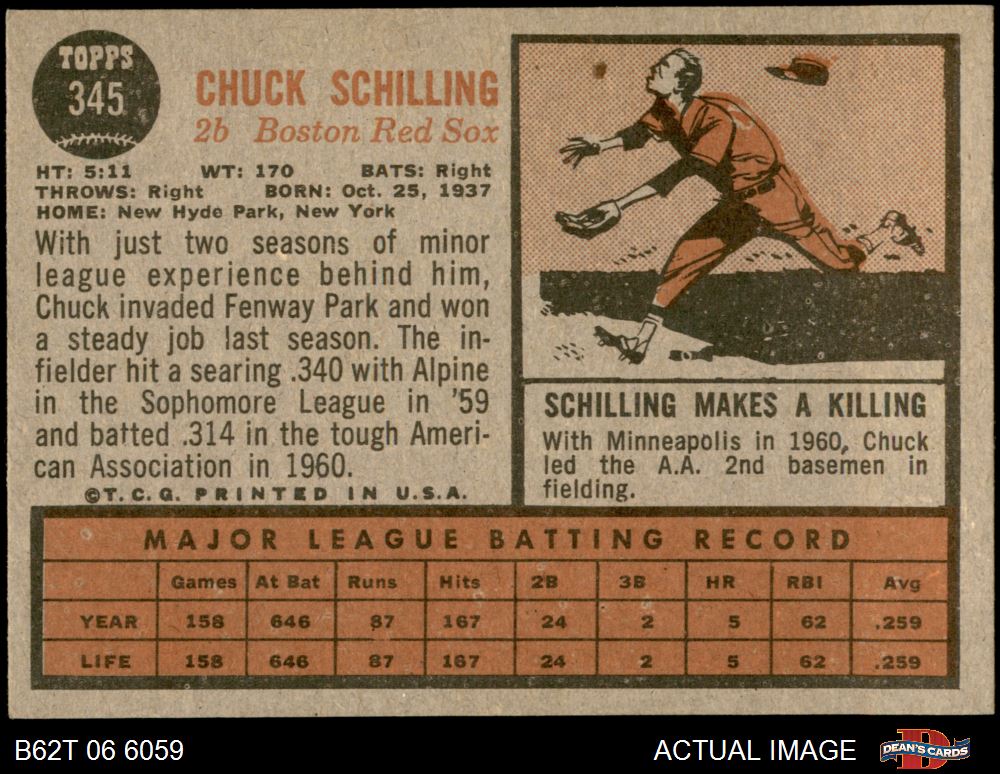 TOPPS
345
CHUCK SCHILLING
2b Boston Red Sox
HT: 5:11 WT: 170 BATS: Right
THROWS: Right BORN: Oct. 25, 1937
HOME: New Hyde Park, New York
With just two seasons of minor
league experience behind him,
Chuck invaded Fenway Park and won
a steady job last season. The in-
fielder hit a searing .340 with Alpine
in the Sophomore League in '59
and batted .314 in the tough Ameri-
can Association in 1960.
©T.C.G. PRINTED IN U.S.A.
SCHILLING MAKES A KILLING
With Minneapolis in 1960, Chuck
led the A.A. 2nd basemen in
fielding.
MAJOR LEAGUE BATTING RECORD
Games At Bat Runs Hits 2B 3B HR RBI Avg
YEAR 158 646 87 167 24 2 5 62 .259
LIFE 158 646 87 167 24 2 5 62 .259
B62T 06 6059 ACTUAL IMAGE DEAN'S CARDS